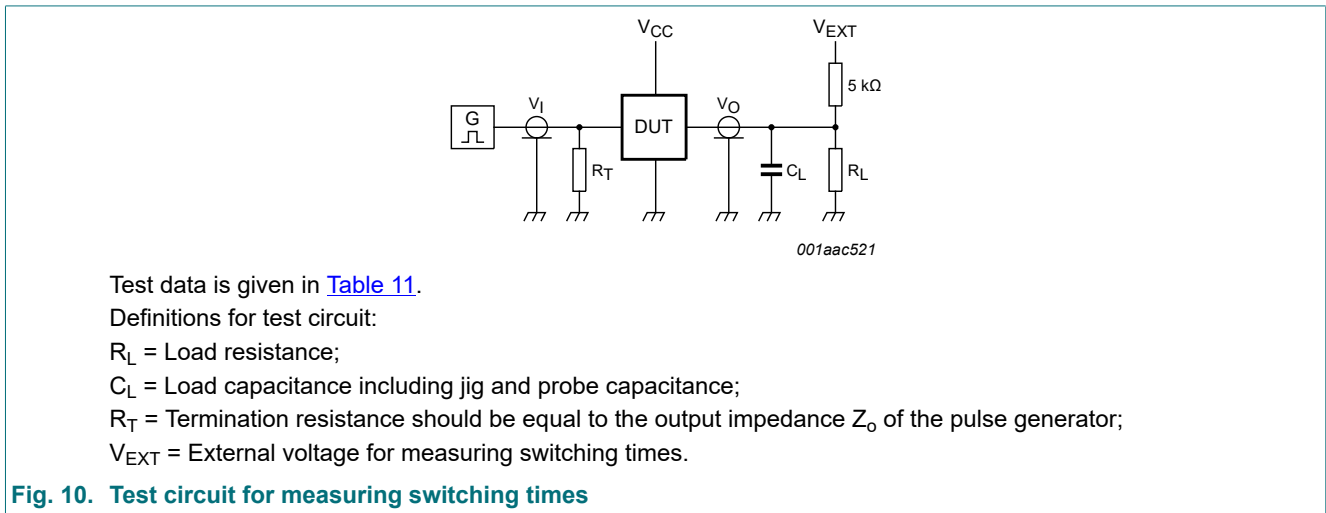 VCC
VEXT
5 kΩ
G
VI
DUT
VO
RT
CL
RL
001aac521
Test data is given in Table 11.
Definitions for test circuit:
RL = Load resistance;
CL = Load capacitance including jig and probe capacitance;
RT = Termination resistance should be equal to the output impedance Zo of the pulse generator;
VEXT = External voltage for measuring switching times.
Fig. 10. Test circuit for measuring switching times